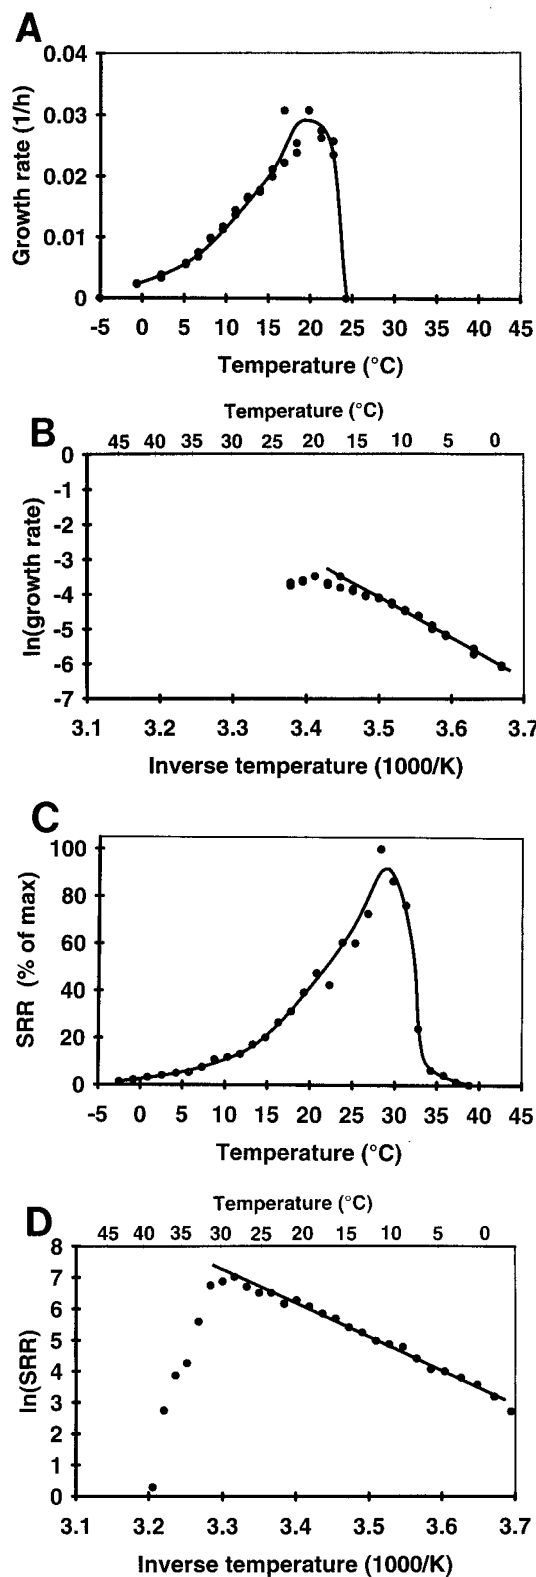 A
Growth rate (1/h)
0.04
0.03
0.02
0.01
0
-5 0 5 10 15 20 25 30 35 40 45
Temperature (°C)
B
Temperature (°C)
45 40 35 30 25 20 15 10 5 0
ln(growth rate)
0
-1
-2
-3
-4
-5
-6
-7
3.1 3.2 3.3 3.4 3.5 3.6 3.7
Inverse temperature (1000/K)
C
SRR (% of max)
100
80
60
40
20
0
-5 0 5 10 15 20 25 30 35 40 45
Temperature (°C)
D
Temperature (°C)
45 40 35 30 25 20 15 10 5 0
ln(SRR)
8
7
6
5
4
3
2
1
0
3.1 3.2 3.3 3.4 3.5 3.6 3.7
Inverse temperature (1000/K)